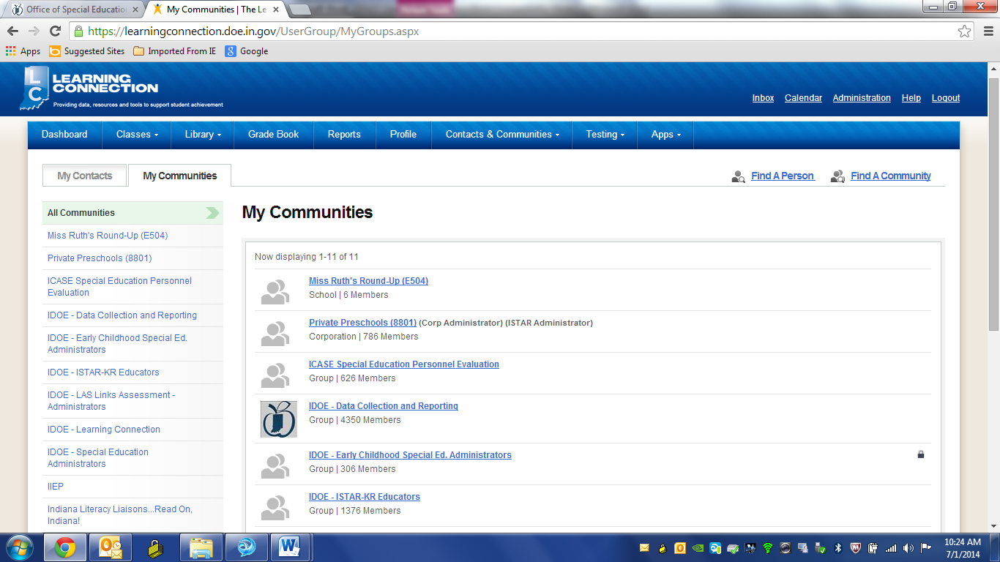 Office of Special Educatio
My Communities | The Le
https://learningconnection.doe.in.gov/UserGroup/MyGroups.aspx
Apps Suggested Sites Imported From IE Google
LC LEARNING CONNECTION
Providing data, resources and tools to support student achievement
Inbox Calendar Administration Help Logout
Dashboard Classes Library Grade Book Reports Profile Contacts & Communities Testing Apps
My Contacts My Communities
Find A Person Find A Community
All Communities
Miss Ruth's Round-Up (E504)
Private Preschools (8801)
ICASE Special Education Personnel
Evaluation
IDOE - Data Collection and Reporting
IDOE - Early Childhood Special Ed.
Administrators
IDOE - ISTAR-KR Educators
IDOE - LAS Links Assessment -
Administrators
IDOE - Learning Connection
IDOE - Special Education
Administrators
IIEP
Indiana Literacy Liaisons...Read On,
Indiana!
My Communities
Now displaying 1-11 of 11
Miss Ruth's Round-Up (E504)
School | 6 Members
Private Preschools (8801) (Corp Administrator) (ISTAR Administrator)
Corporation | 786 Members
ICASE Special Education Personnel Evaluation
Group | 626 Members
IDOE - Data Collection and Reporting
Group | 4350 Members
IDOE - Early Childhood Special Ed. Administrators
Group | 306 Members
IDOE - ISTAR-KR Educators
Group | 1376 Members
10:24 AM
7/1/2014